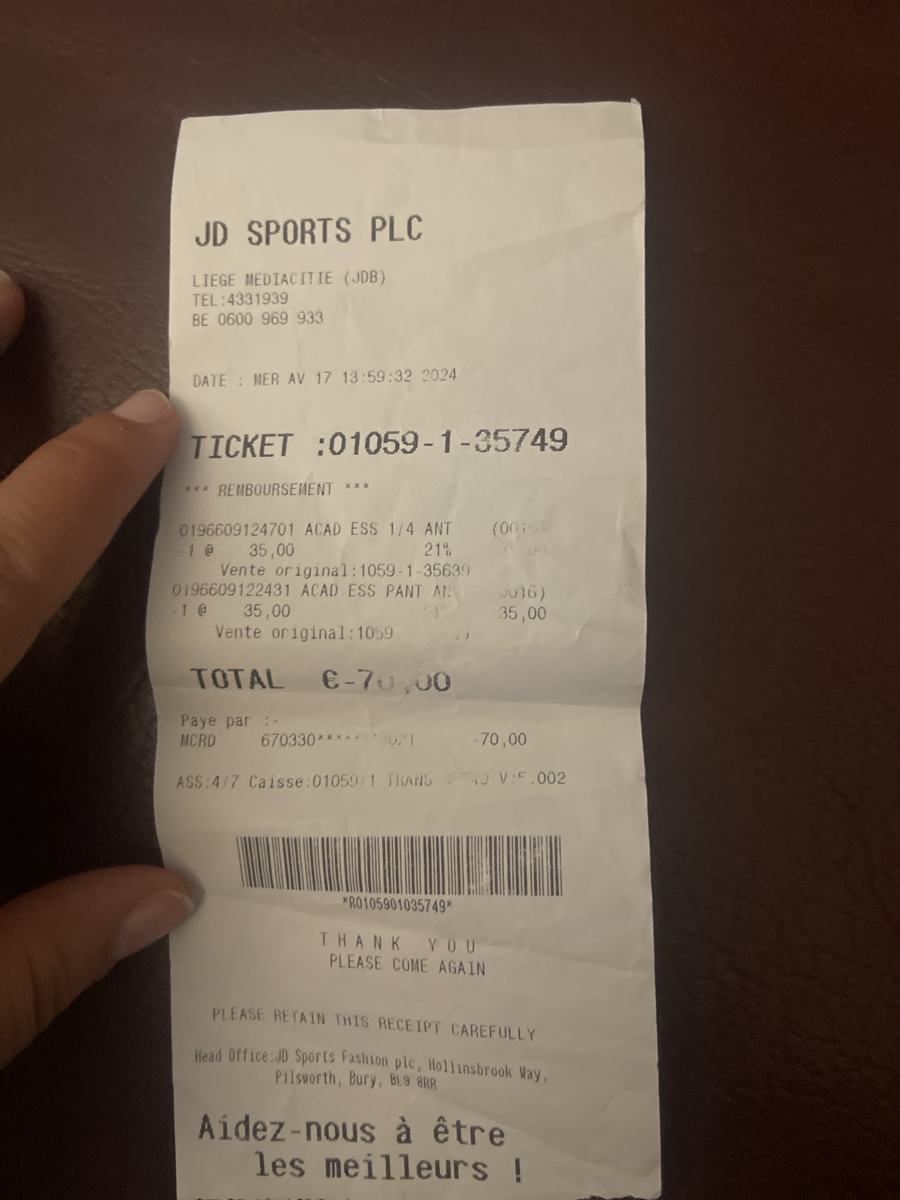 JD SPORTS PLC
LIEGE MEDIACITIE (JDB)
TEL:4331939
BE 0600 969 933
DATE : MER AV 17 13:59:32 2024
TICKET :01059-1-35749
*** REMBOURSEMENT ***
0196609124701 ACAD ESS 1/4 ANT
-1 @ 35,00 21%
Vente original:1059-1-35639
0196609122431 ACAD ESS PANT
-1 @ 35,00 35,00
Vente original:1059
TOTAL €-70,00
Paye par :-
MCRD -70,00
ASS:4/7 Caisse:01059/1 TRANS
*R0105901035749*
THANK YOU
PLEASE COME AGAIN
PLEASE RETAIN THIS RECEIPT CAREFULLY
Head Office:JD Sports Fashion plc, Hollinsbrook Way,
Pilsworth, Bury, BL9 8RR
Aidez-nous à être
les meilleurs !